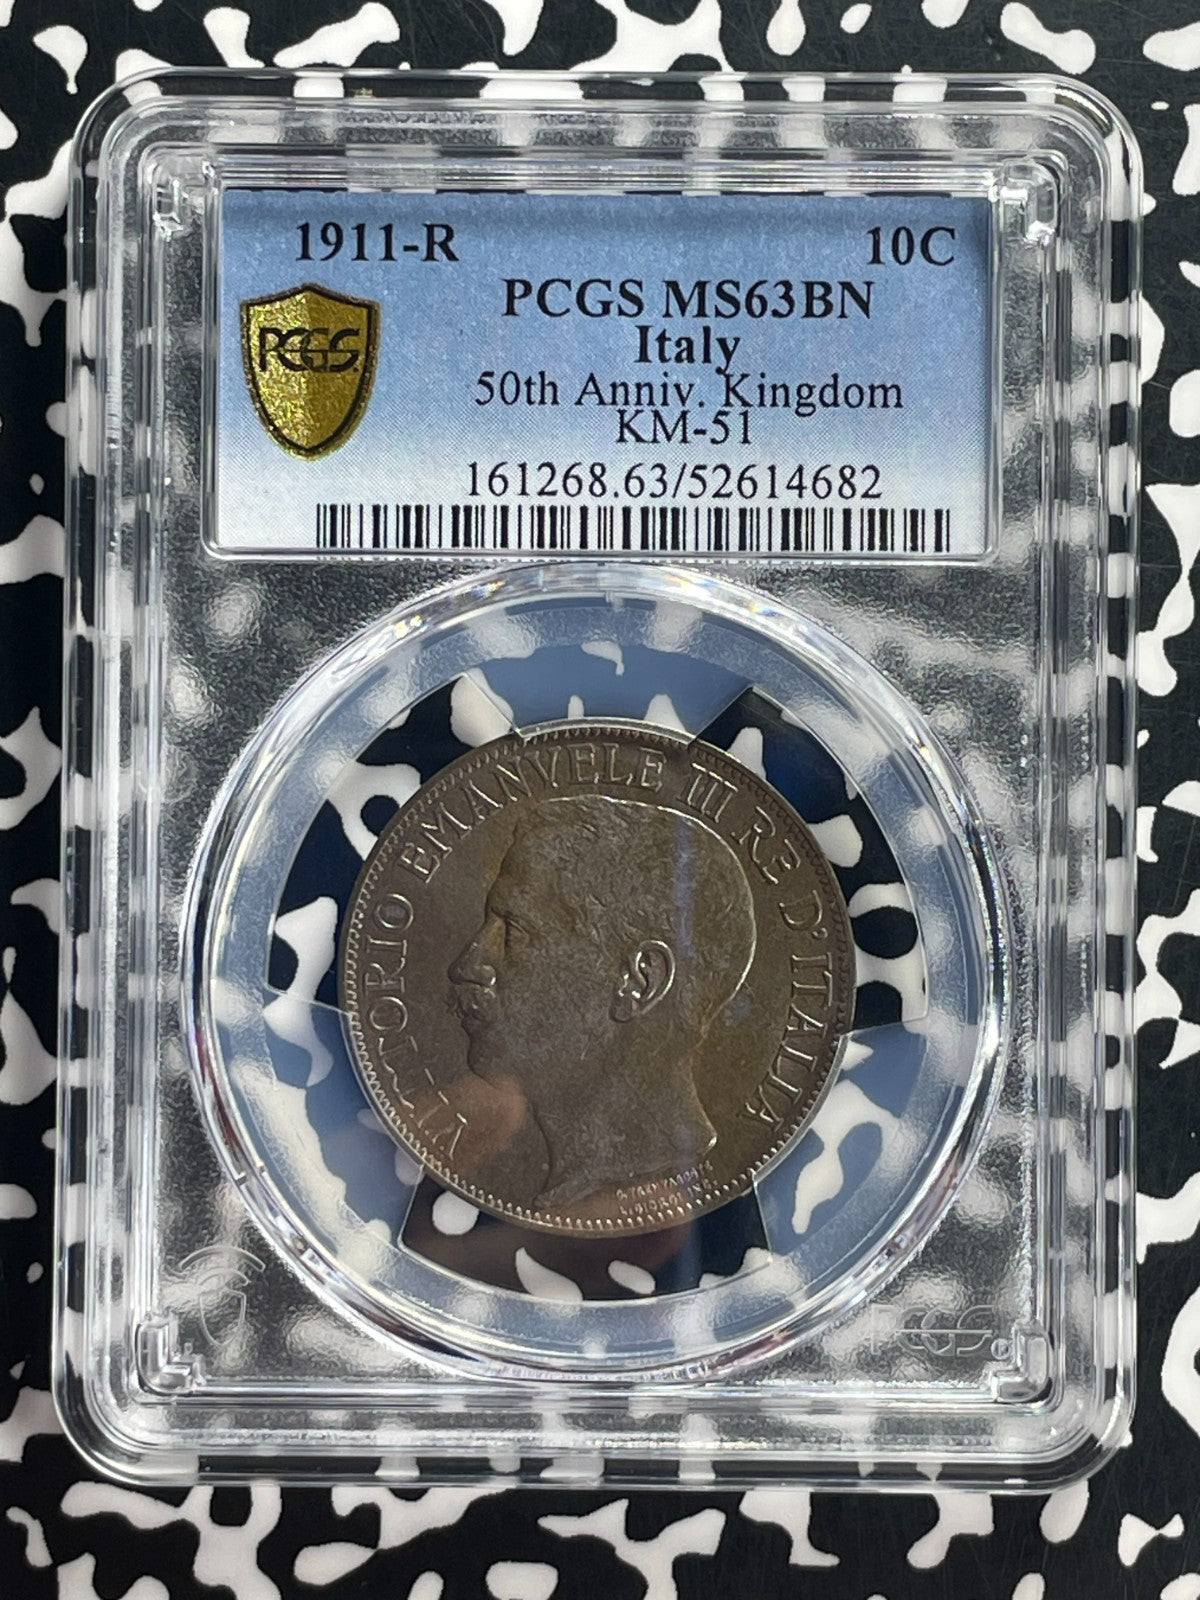 1911-R 10C
PCGS MS63BN
Italy
50th Anniv. Kingdom
KM-51
161268.63/52614682
PCGS
VITTORIO EMANVELE III RE D'ITALIA
PCGS